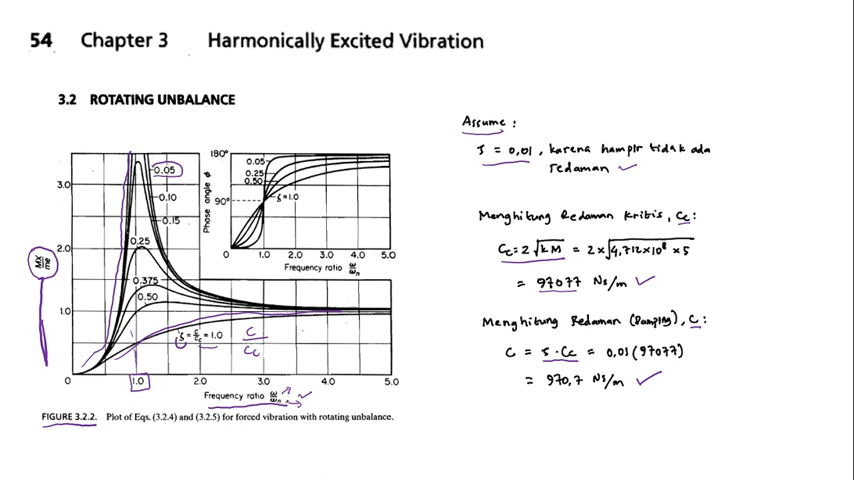 54 Chapter 3 Harmonically Excited Vibration
3.2 ROTATING UNBALANCE
MX/me
3.0
2.0
1.0
0
0.05
0.10
0.15
0.25
0.375
0.50
ζ = c/cc = 1.0
C/Cc
1.0
2.0
3.0
4.0
5.0
Frequency ratio ω/ωn
Phase angle φ
180°
90°
0.05
0.25
0.50
ζ = 1.0
0
1.0
2.0
3.0
4.0
5.0
Frequency ratio ω/ωn
FIGURE 3.2.2. Plot of Eqs. (3.2.4) and (3.2.5) for forced vibration with rotating unbalance.
Assume :
ζ = 0,01 , karena hampir tidak ada
redaman ✓
Menghitung Redaman Kritis, Cc :
Cc = 2√kM = 2×√4,712×10⁸ × 5
= 97077 Ns/m ✓
Menghitung Redaman (Damping), C :
C = ζ · Cc = 0,01 (97077)
= 970,7 Ns/m ✓